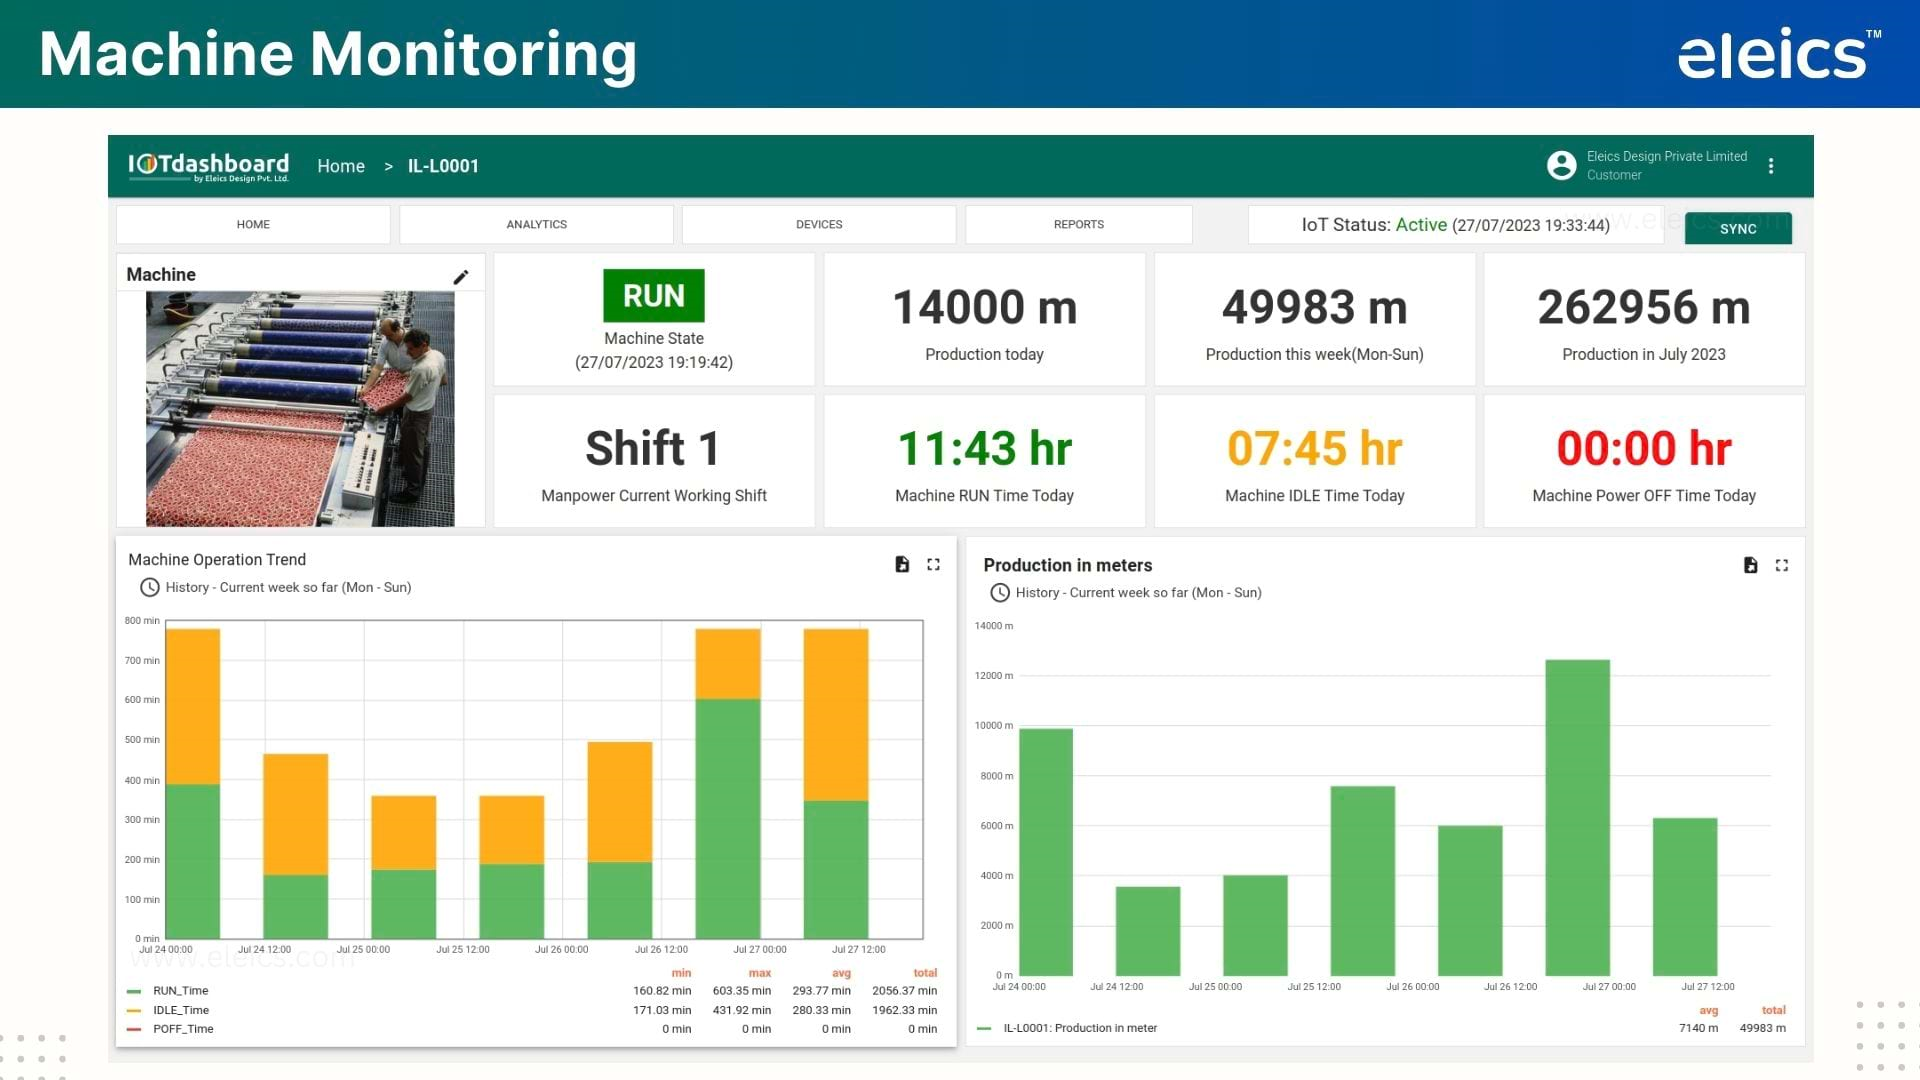 Machine Monitoring
eleics™
IOTdashboard
by Eleics Design Pvt. Ltd.
Home > IL-L0001
Eleics Design Private Limited
Customer
HOME
ANALYTICS
DEVICES
REPORTS
IoT Status: Active (27/07/2023 19:33:44)
www.eleics.com
SYNC
Machine
RUN
Machine State
(27/07/2023 19:19:42)
14000 m
Production today
49983 m
Production this week(Mon-Sun)
262956 m
Production in July 2023
Shift 1
Manpower Current Working Shift
11:43 hr
Machine RUN Time Today
07:45 hr
Machine IDLE Time Today
00:00 hr
Machine Power OFF Time Today
Machine Operation Trend
History - Current week so far (Mon - Sun)
800 min
700 min
600 min
500 min
400 min
300 min
200 min
100 min
0 min
Jul 24 00:00 Jul 24 12:00 Jul 25 00:00 Jul 25 12:00 Jul 26 00:00 Jul 26 12:00 Jul 27 00:00 Jul 27 12:00
www.eleics.com
min max avg total
RUN_Time 160.82 min 603.35 min 293.77 min 2056.37 min
IDLE_Time 171.03 min 431.92 min 280.33 min 1962.33 min
POFF_Time 0 min 0 min 0 min 0 min
Production in meters
History - Current week so far (Mon - Sun)
14000 m
12000 m
10000 m
8000 m
6000 m
4000 m
2000 m
0 m
Jul 24 00:00 Jul 24 12:00 Jul 25 00:00 Jul 25 12:00 Jul 26 00:00 Jul 26 12:00 Jul 27 00:00 Jul 27 12:00
avg total
IL-L0001: Production in meter 7140 m 49983 m